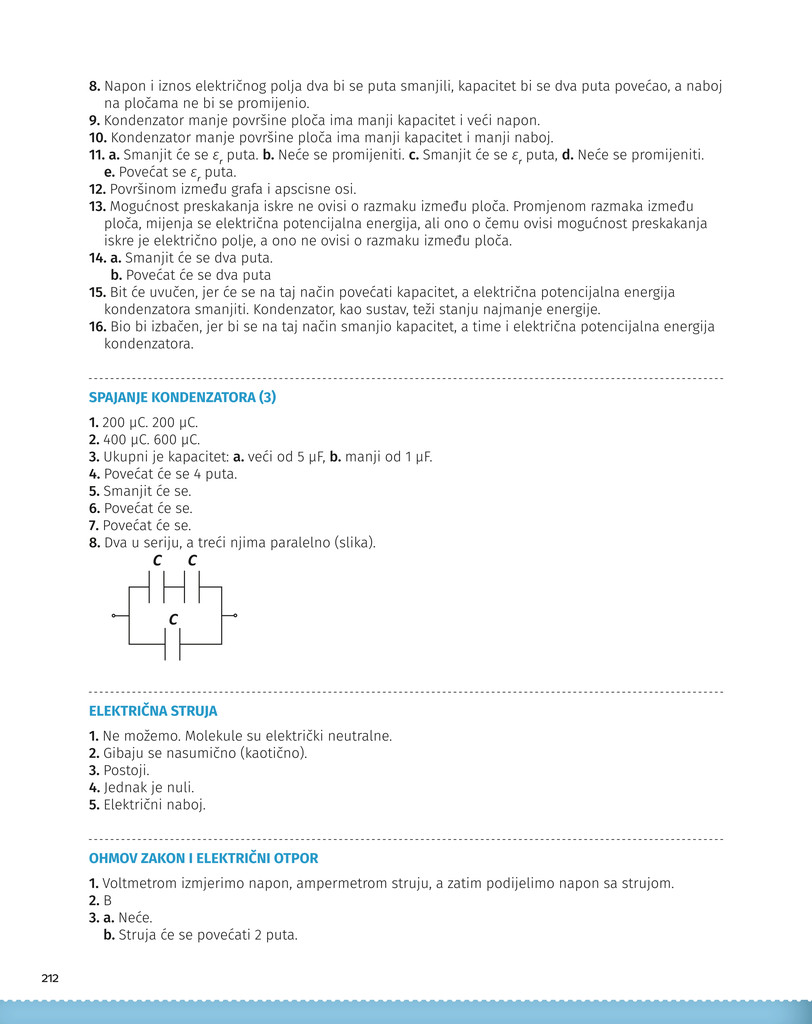 8. Napon i iznos električnog polja dva bi se puta smanjili, kapacitet bi se dva puta povećao, a naboj
na pločama ne bi se promijenio.
9. Kondenzator manje površine ploča ima manji kapacitet i veći napon.
10. Kondenzator manje površine ploča ima manji kapacitet i manji naboj.
11. a. Smanjit će se εr puta. b. Neće se promijeniti. c. Smanjit će se εr puta, d. Neće se promijeniti.
e. Povećat se εr puta.
12. Površinom između grafa i apscisne osi.
13. Mogućnost preskakanja iskre ne ovisi o razmaku između ploča. Promjenom razmaka između
ploča, mijenja se električna potencijalna energija, ali ono o čemu ovisi mogućnost preskakanja
iskre je električno polje, a ono ne ovisi o razmaku između ploča.
14. a. Smanjit će se dva puta.
b. Povećat će se dva puta
15. Bit će uvučen, jer će se na taj način povećati kapacitet, a električna potencijalna energija
kondenzatora smanjiti. Kondenzator, kao sustav, teži stanju najmanje energije.
16. Bio bi izbačen, jer bi se na taj način smanjio kapacitet, a time i električna potencijalna energija
kondenzatora.
SPAJANJE KONDENZATORA (3)
1. 200 μC. 200 μC.
2. 400 μC. 600 μC.
3. Ukupni je kapacitet: a. veći od 5 μF, b. manji od 1 μF.
4. Povećat će se 4 puta.
5. Smanjit će se.
6. Povećat će se.
7. Povećat će se.
8. Dva u seriju, a treći njima paralelno (slika).
C C
C
ELEKTRIČNA STRUJA
1. Ne možemo. Molekule su električki neutralne.
2. Gibaju se nasumično (kaotično).
3. Postoji.
4. Jednak je nuli.
5. Električni naboj.
OHMOV ZAKON I ELEKTRIČNI OTPOR
1. Voltmetrom izmjerimo napon, ampermetrom struju, a zatim podijelimo napon sa strujom.
2. B
3. a. Neće.
b. Struja će se povećati 2 puta.
212